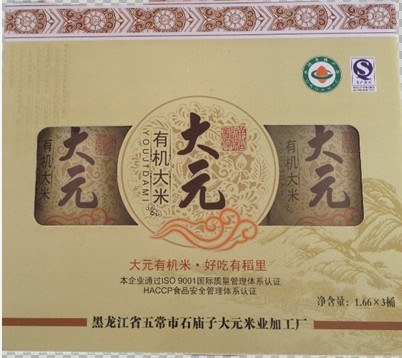 大元
有机大米
YOUJIDAMI
大元
有机大米
大元
有机大米
大元有机米·好吃有稻里
本企业通过ISO 9001国际质量管理体系认证
HACCP食品安全管理体系认证
净含量：1.66×3桶
黑龙江省五常市石庙子大元米业加工厂